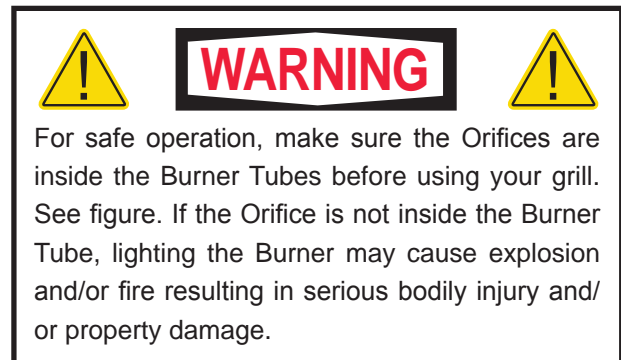 WARNING
For safe operation, make sure the Orifices are
inside the Burner Tubes before using your grill.
See figure. If the Orifice is not inside the Burner
Tube, lighting the Burner may cause explosion
and/or fire resulting in serious bodily injury and/
or property damage.